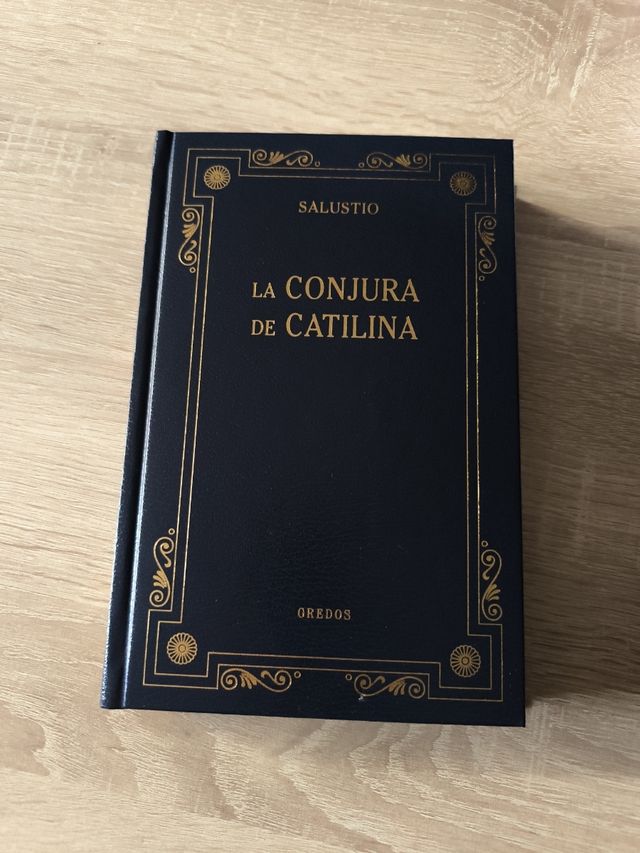 SALUSTIO
LA CONJURA
DE CATILINA
GREDOS